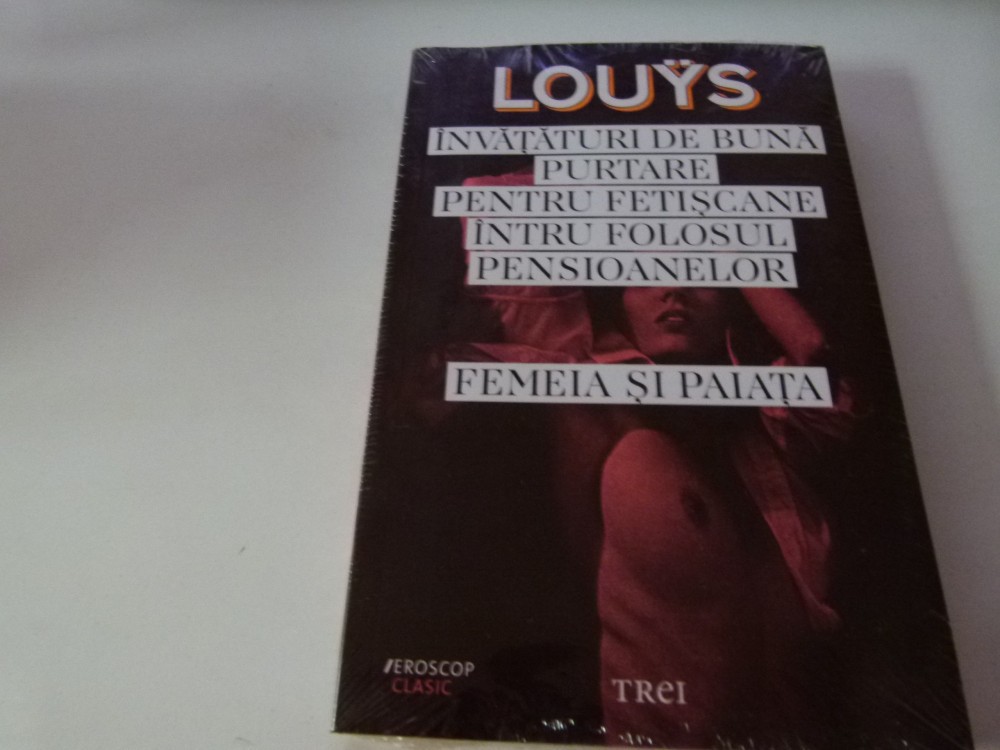 LOUŸS
ÎNVĂȚĂTURI DE BUNĂ
PURTARE
PENTRU FETIȘCANE
ÎNTRU FOLOSUL
PENSIOANELOR
FEMEIA ȘI PAIAȚA
EROSCOP
CLASIC
TREI